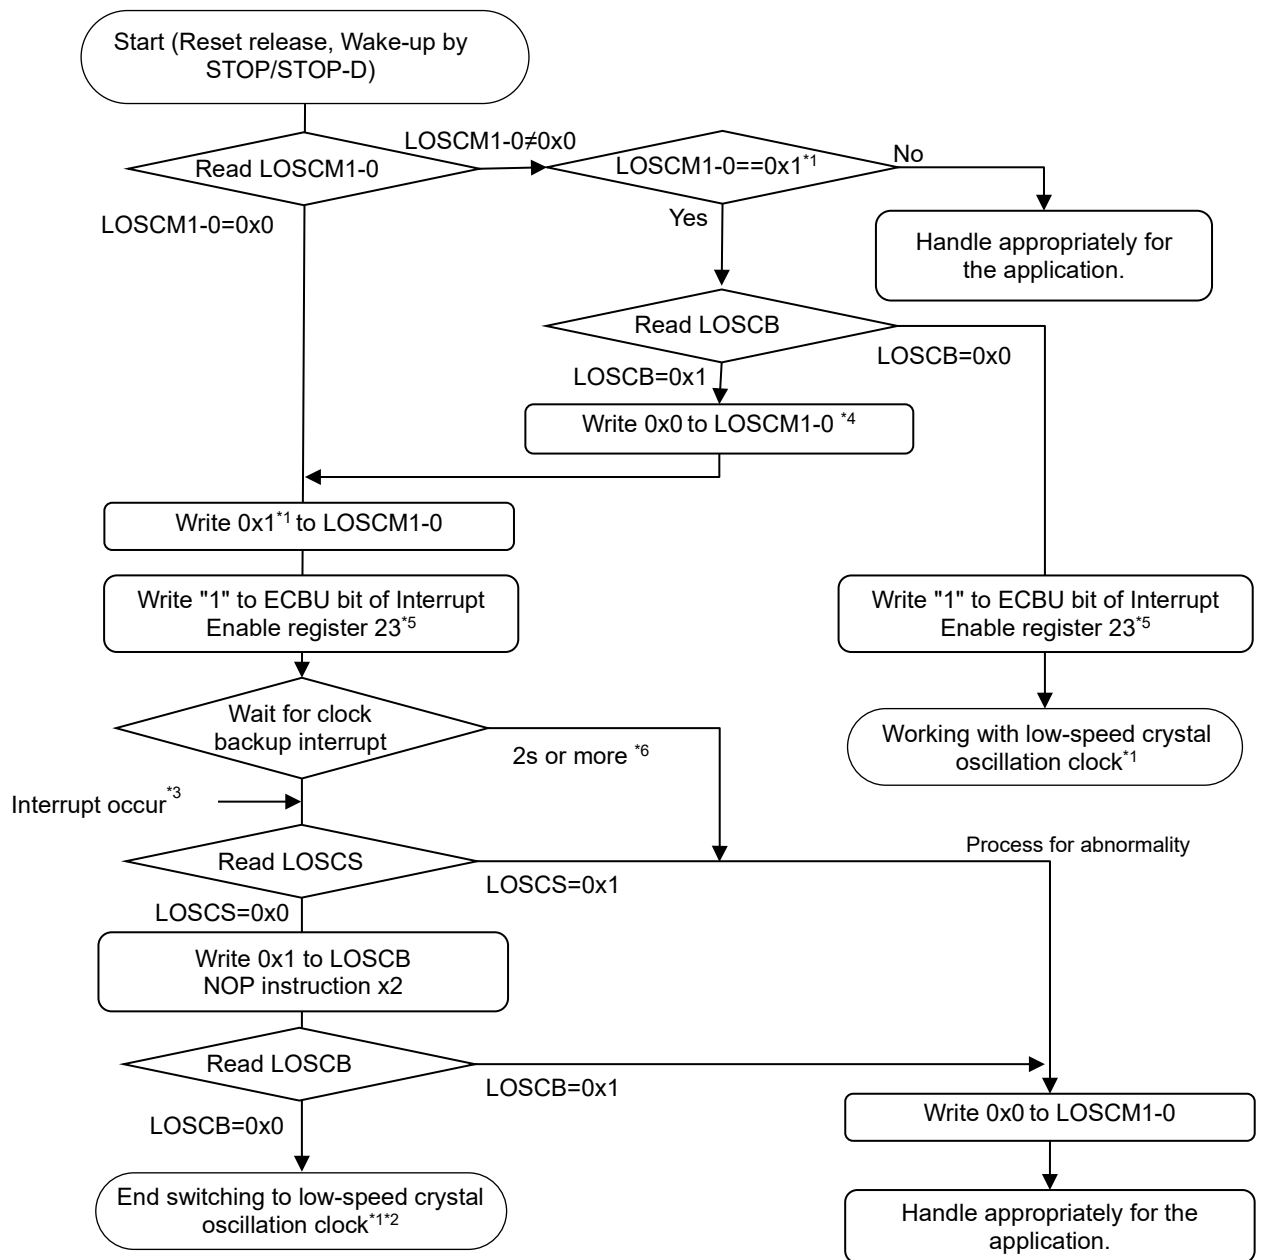 Start (Reset release, Wake-up by
STOP/STOP-D)
Read LOSCM1-0
LOSCM1-0≠0x0
LOSCM1-0==0x1*1
No
LOSCM1-0=0x0
Yes
Handle appropriately for
the application.
Read LOSCB
LOSCB=0x0
LOSCB=0x1
Write 0x0 to LOSCM1-0 *4
Write 0x1*1 to LOSCM1-0
Write "1" to ECBU bit of Interrupt
Enable register 23*5
Write "1" to ECBU bit of Interrupt
Enable register 23*5
Wait for clock
backup interrupt
2s or more *6
Working with low-speed crystal
oscillation clock*1
Interrupt occur*3
Read LOSCS
Process for abnormality
LOSCS=0x1
LOSCS=0x0
Write 0x1 to LOSCB
NOP instruction x2
Read LOSCB
LOSCB=0x1
LOSCB=0x0
Write 0x0 to LOSCM1-0
End switching to low-speed crystal
oscillation clock*1*2
Handle appropriately for the
application.